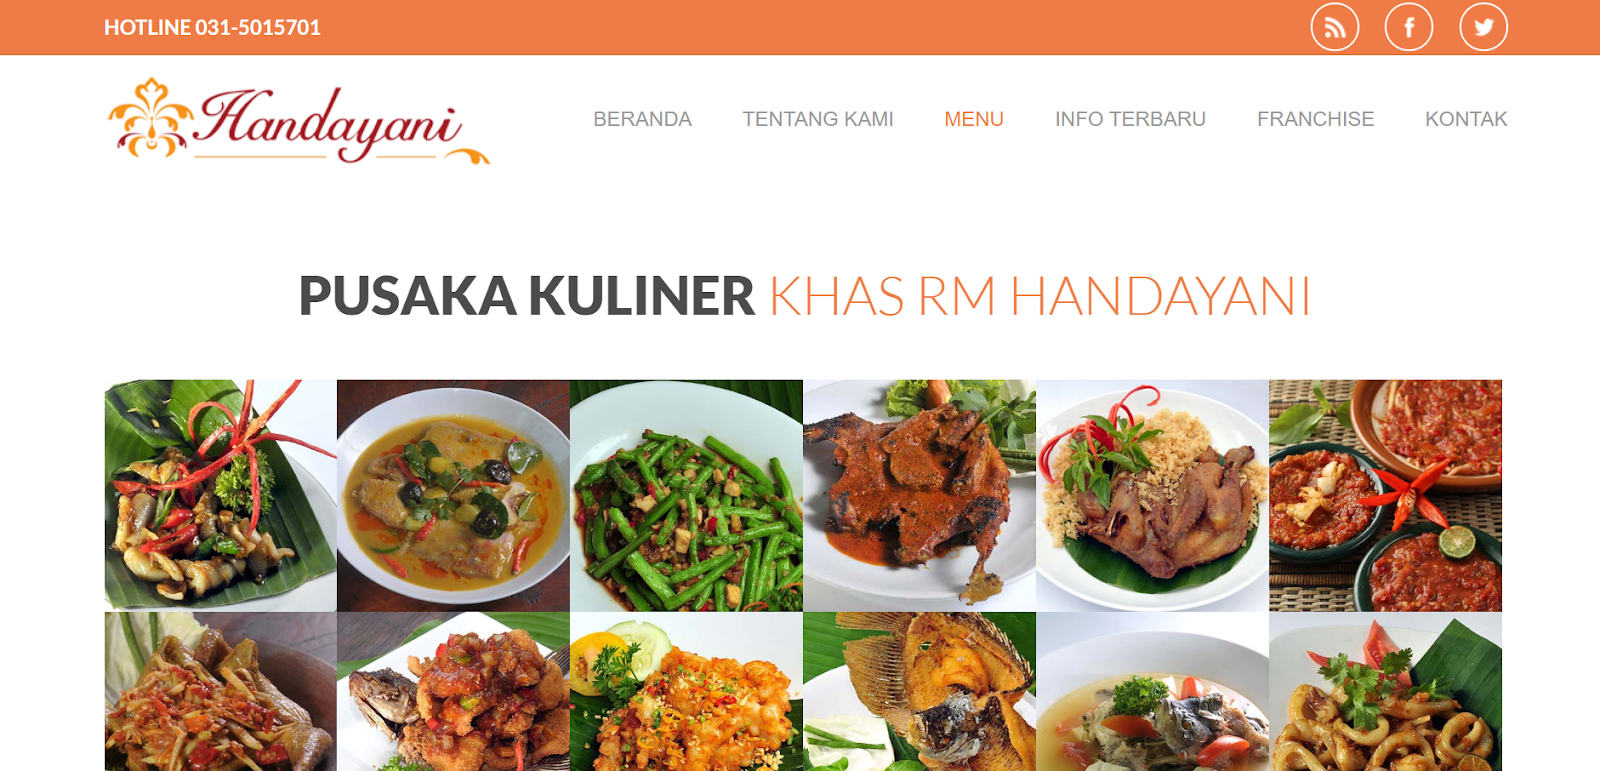 HOTLINE 031-5015701
Handayani
BERANDA TENTANG KAMI MENU INFO TERBARU FRANCHISE KONTAK
PUSAKA KULINER KHAS RM HANDAYANI